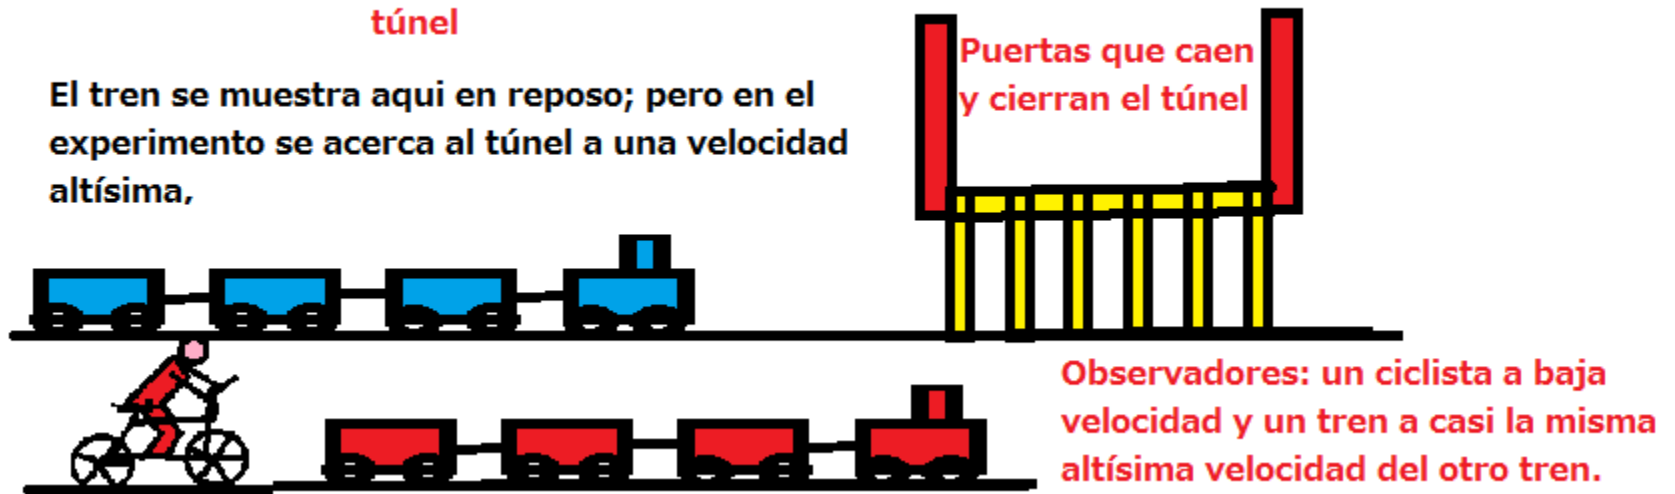 túnel
El tren se muestra aqui en reposo; pero en el
experimento se acerca al túnel a una velocidad
altísima,
Puertas que caen
y cierran el túnel
Observadores: un ciclista a baja
velocidad y un tren a casi la misma
altísima velocidad del otro tren.